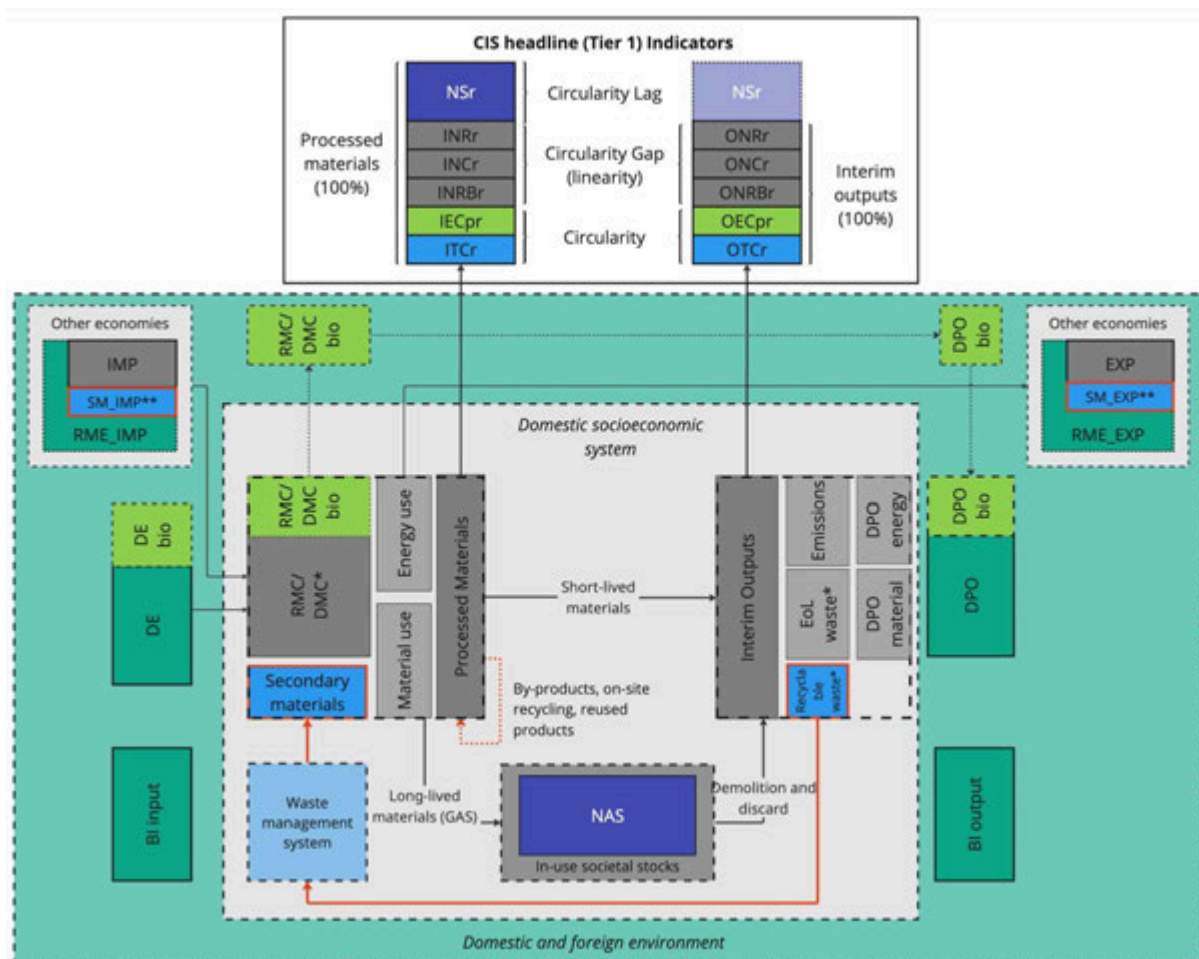 CIS headline (Tier 1) Indicators
NSr
Circularity Lag
NSr
Processed
materials
(100%)
INRr
INCr
INRBr
Circularity Gap
(linearity)
ONRr
ONCr
ONRBr
Interim
outputs
(100%)
IECpr
ITCr
Circularity
OECpr
OTCr
Other economies
IMP
SM_IMP**
RME_IMP
RMC/
DMC
bio
DPO
bio
Other economies
EXP
SM_EXP**
RME_EXP
Domestic socioeconomic
system
DE
bio
DE
RMC/
DMC
bio
RMC/
DMC*
Secondary
materials
Energy use
Material use
Processed Materials
Short-lived
materials
By-products, on-site
recycling, reused
products
Interim Outputs
Emissions
EoL
waste*
Recycla
ble
waste*
DPO
energy
DPO
material
DPO
bio
DPO
BI input
Waste
management
system
Long-lived
materials (GAS)
NAS
In-use societal stocks
Demolition and
discard
BI output
Domestic and foreign environment